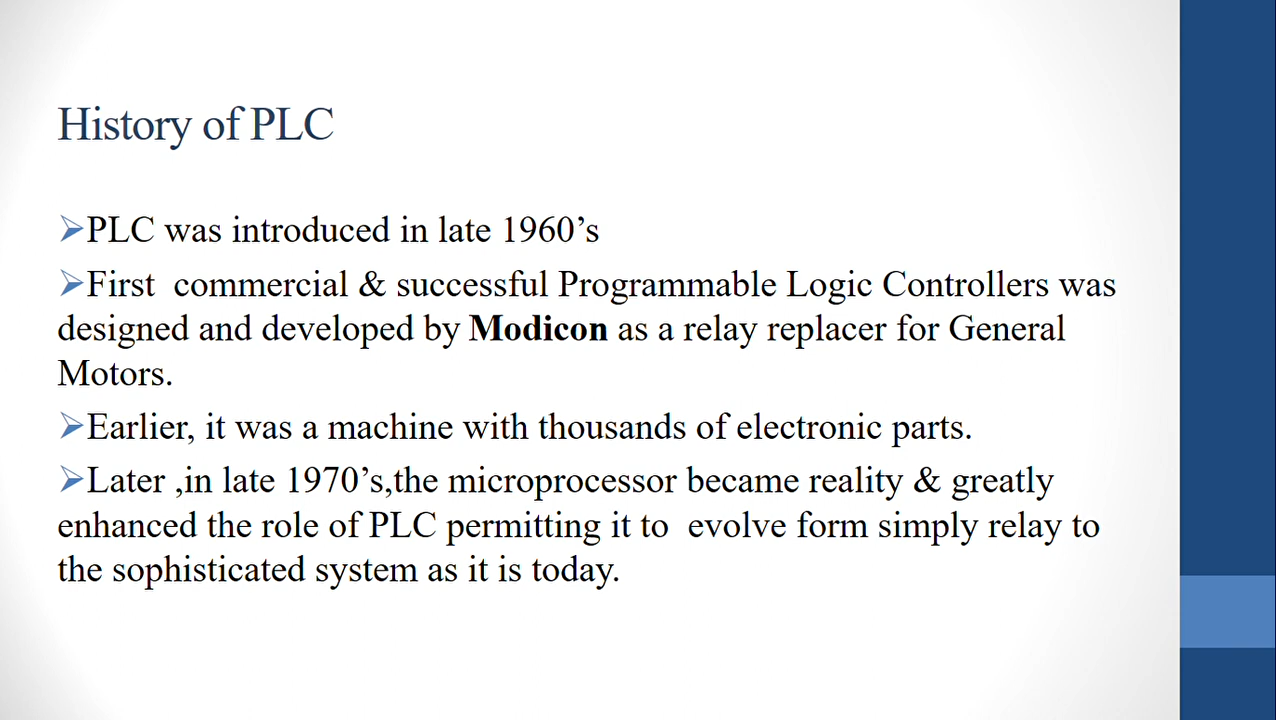 History of PLC
➢PLC was introduced in late 1960’s
➢First  commercial & successful Programmable Logic Controllers was
designed and developed by Modicon as a relay replacer for General
Motors.
➢Earlier, it was a machine with thousands of electronic parts.
➢Later ,in late 1970’s,the microprocessor became reality & greatly
enhanced the role of PLC permitting it to  evolve form simply relay to
the sophisticated system as it is today.